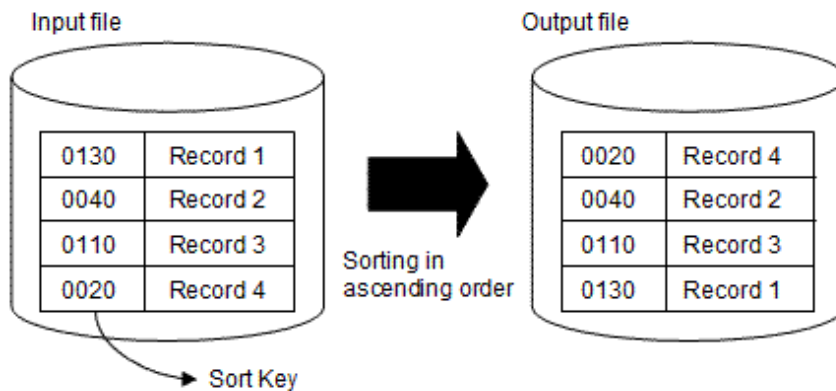 Input file
0130 Record 1
0040 Record 2
0110 Record 3
0020 Record 4
Sort Key
Sorting in
ascending order
Output file
0020 Record 4
0040 Record 2
0110 Record 3
0130 Record 1